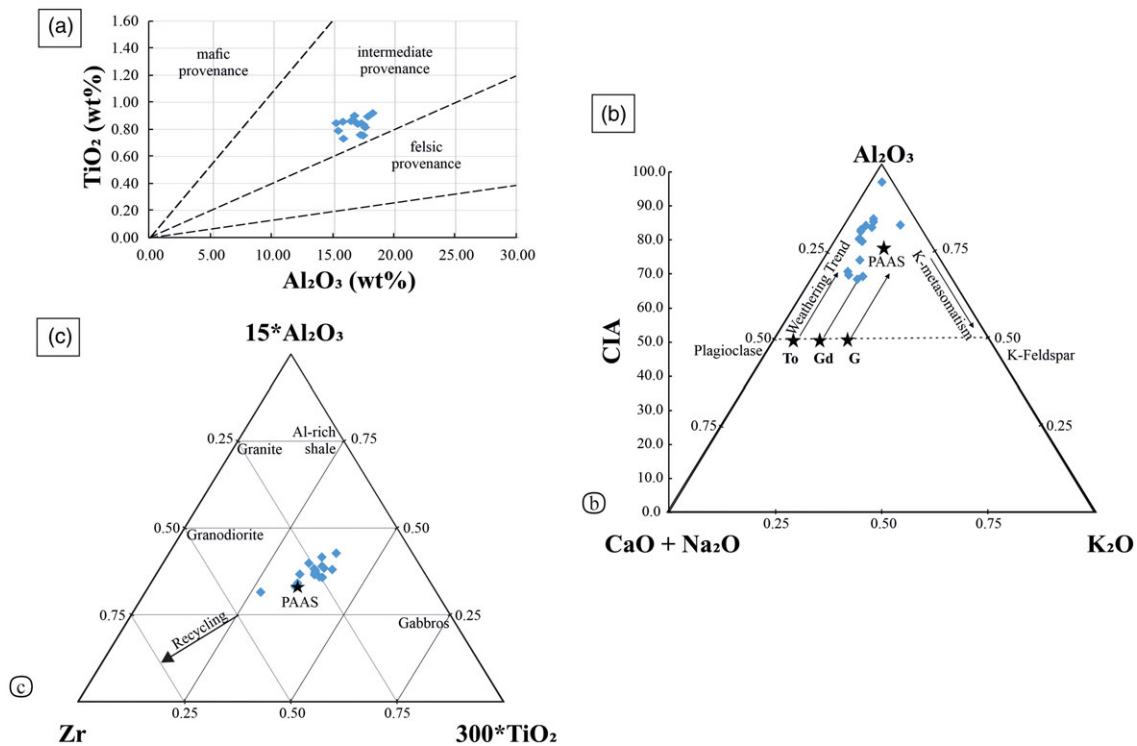 (a)
1.60
1.40
1.20
1.00
0.80
0.60
0.40
0.20
0.00
TiO₂ (wt%)
mafic
provenance
intermediate
provenance
felsic
provenance
0.00
5.00
10.00
15.00
20.00
25.00
30.00
Al₂O₃ (wt%)
(b)
Al₂O₃
100.0
90.0
80.0
70.0
60.0
50.0
40.0
30.0
20.0
10.0
0.0
CIA
0.25
0.75
PAAS
Weathering Trend
K-metasomatism
0.50
0.50
Plagioclase
K-Feldspar
To
Gd
G
0.75
0.25
b
0.25
0.50
0.75
CaO + Na₂O
K₂O
(c)
15*Al₂O₃
0.25
Granite
Al-rich
shale
0.75
0.50
Granodiorite
0.50
PAAS
0.75
Recycling
Gabbros
0.25
c
0.25
0.50
0.75
Zr
300*TiO₂